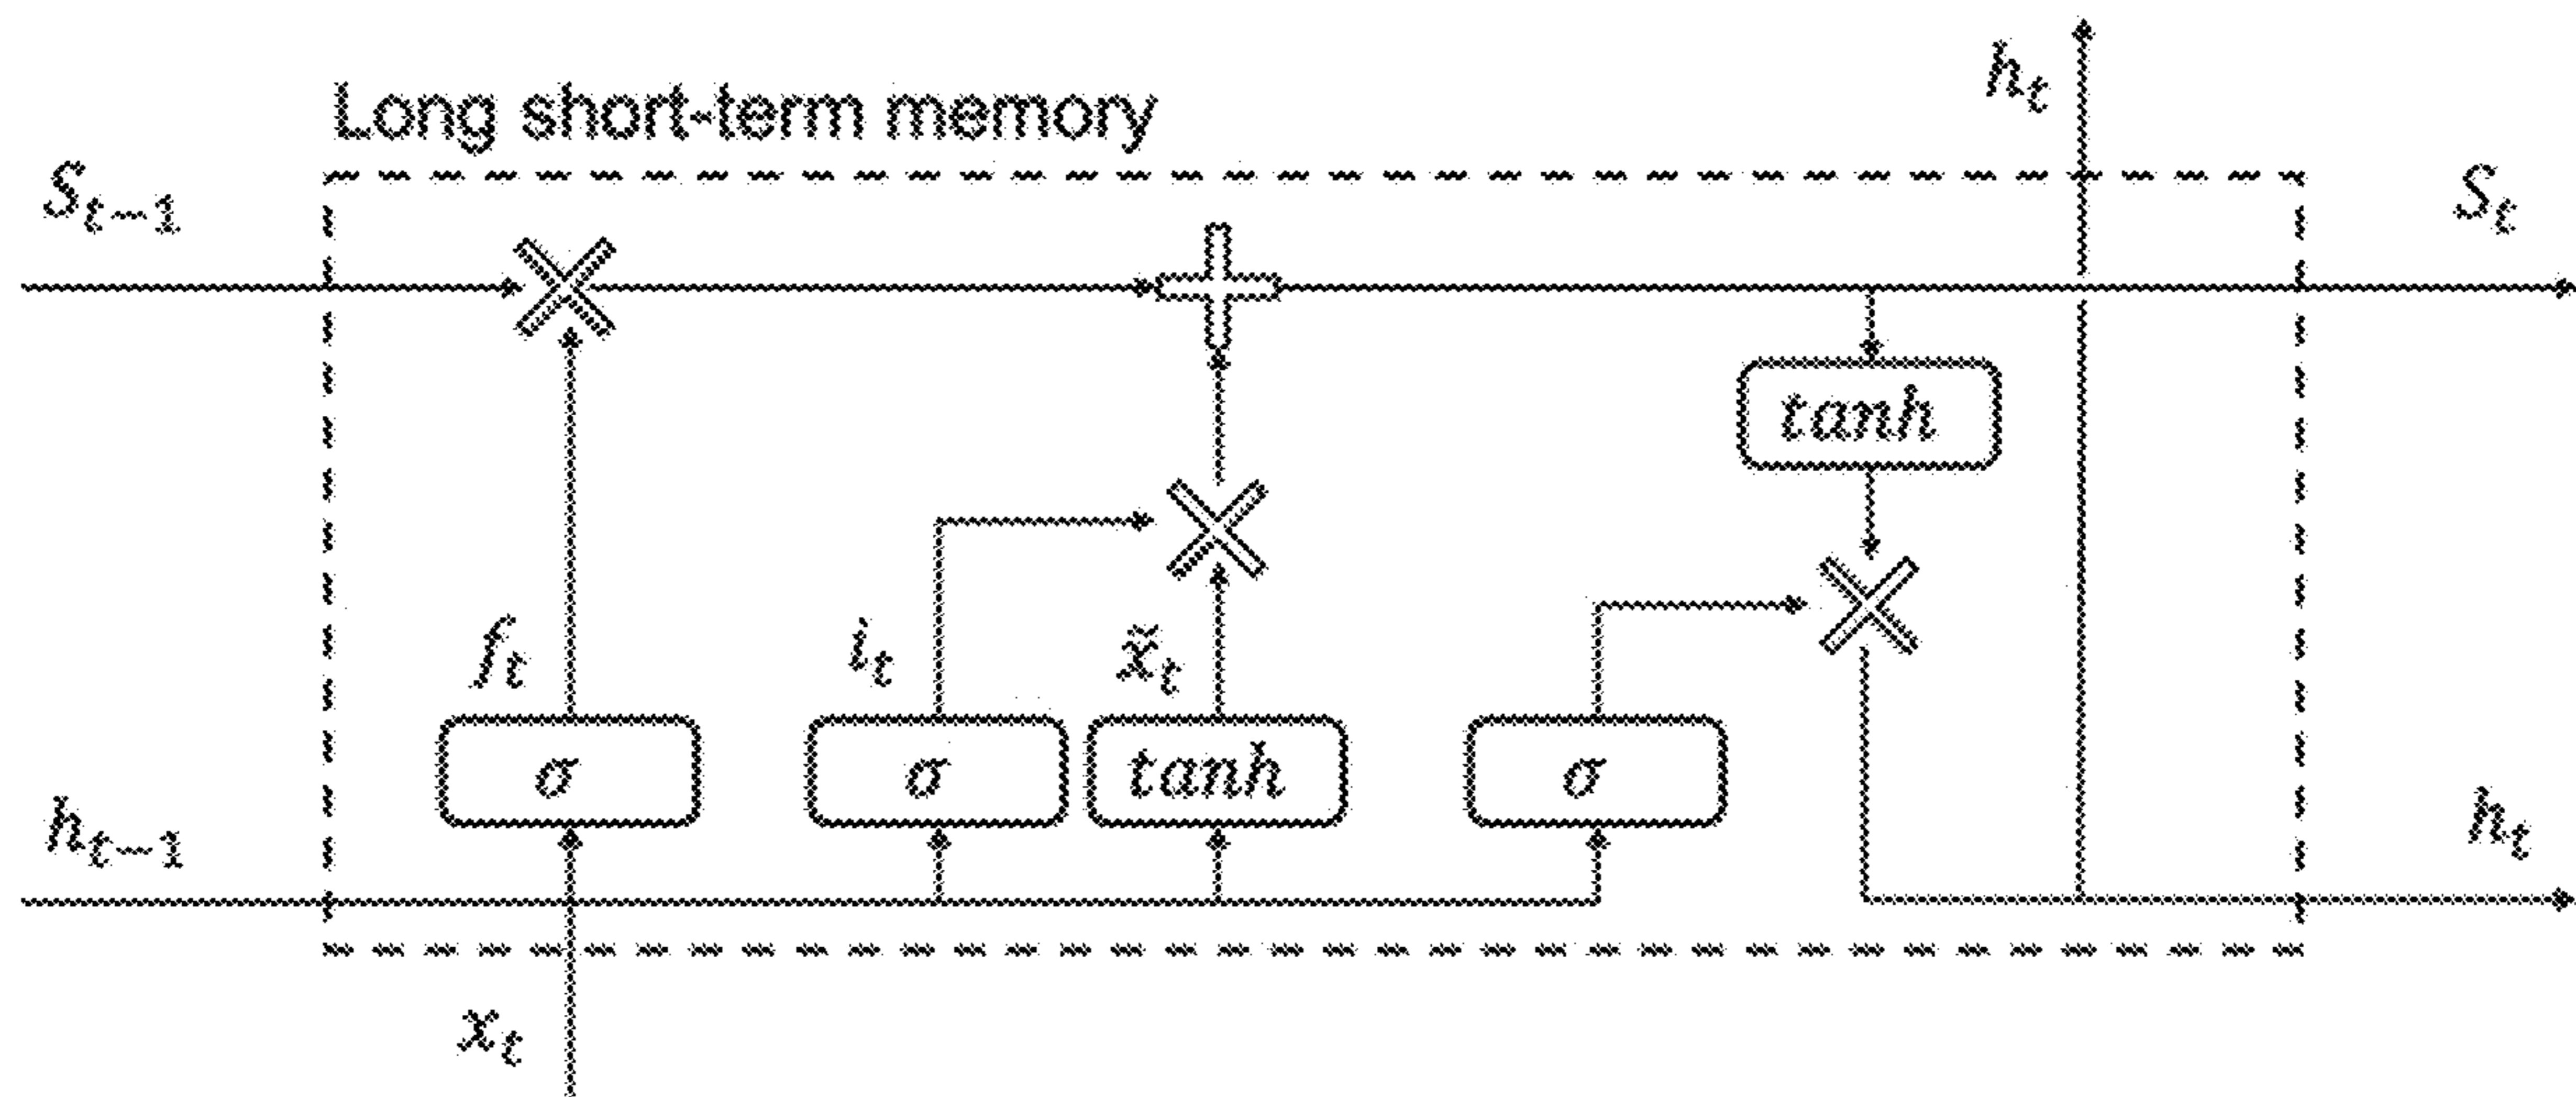 h_t
Long short-term memory
S_{t-1}
S_t
tanh
f_t
i_t
x̃_t
σ
σ
tanh
σ
h_{t-1}
h_t
x_t